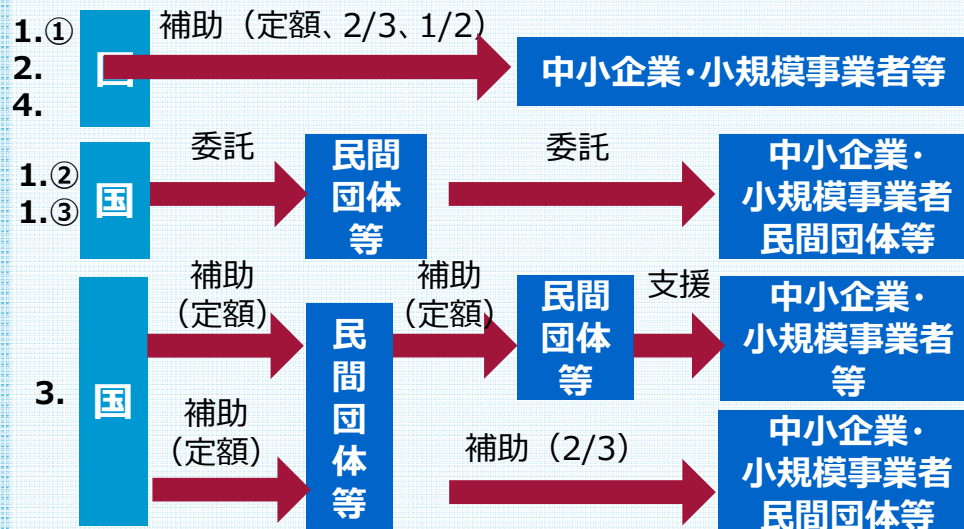 1.①
2.
4.
国
補助（定額、2/3、1/2）
中小企業・小規模事業者等
1.②
1.③
国
委託
民間
団体
等
委託
中小企業・
小規模事業者
民間団体等
3.
国
補助
（定額）
補助
（定額）
民
間
団
体
等
補助
（定額）
民間
団体
等
支援
中小企業・
小規模事業者
等
補助（2/3）
中小企業・
小規模事業者
民間団体等